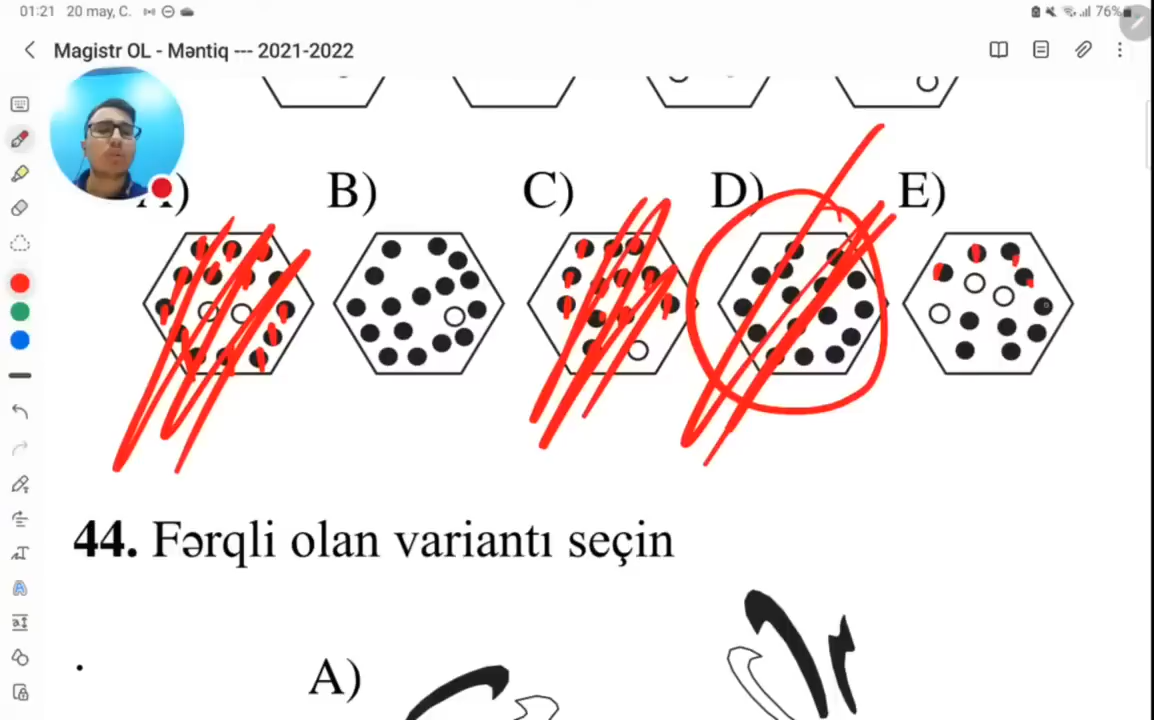 01:21 20 may, C. 76%
Magistr OL - Məntiq --- 2021-2022
A) B) C) D) E)
44. Fərqli olan variantı seçin
A)